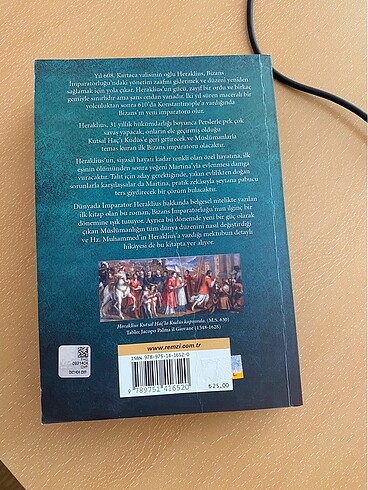 Yıl 608. Kartaca valisinin oğlu Heraklius, Bizans
İmparatorluğu'ndaki yönetim zaafını gidermek ve düzeni yeniden
sağlamak için yola çıkar. Heraklius'un gücü, zayıf bir ordu ve birkaç
gemiyle sınırlıdır ama şans ondan yanadır. İki yıl süren maceralı bir
yolculuktan sonra 610'da Konstantinople'a vardığında
Bizans'ın yeni imparatoru olur.
Heraklius, 31 yıllık hükümdarlığı boyunca Perslerle pek çok
savaş yapacak, onların ele geçirmiş olduğu
Kutsal Haç'ı Kudüs'e geri getirecek ve Müslümanlarla
temas kuran ilk Bizans imparatoru olacaktır.
Heraklius'un, siyasal hayatı kadar renkli olan özel hayatına, ilk
eşinin ölümünden sonra yeğeni Martina'yla evlenmesi damga
vuracaktır. Taht için aday gerektiğinde, yakın evlilikten doğan
sorunlarla karşılaşsalar da Martina, pratik zekâsıyla şeytana pabucu
ters giydirecek bir çözüm bulacaktır.
Dünyada İmparator Heraklius hakkında belgesel nitelikte yazılan
ilk kitap olan bu roman, Bizans İmparatorluğu'nun ilginç bir
dönemine ışık tutuyor. Ayrıca bu dönemde yeni bir güç olarak
ortaya çıkan Müslümanlığın tüm dünya düzenini nasıl değiştirdiği
ve Hz. Muhammed'in Heraklius'a yazdığı mektubun detaylı
hikâyesi de bu kitapta yer alıyor.
Heraklius Kutsal Haç'la Kudüs kapısında. (M.S. 630)
Tablo: Jacopo Palma il Giovane (1548-1628)
www.remzi.com.tr
ISBN 978-975-14-1652-0
9 789751 416520
₺25,00